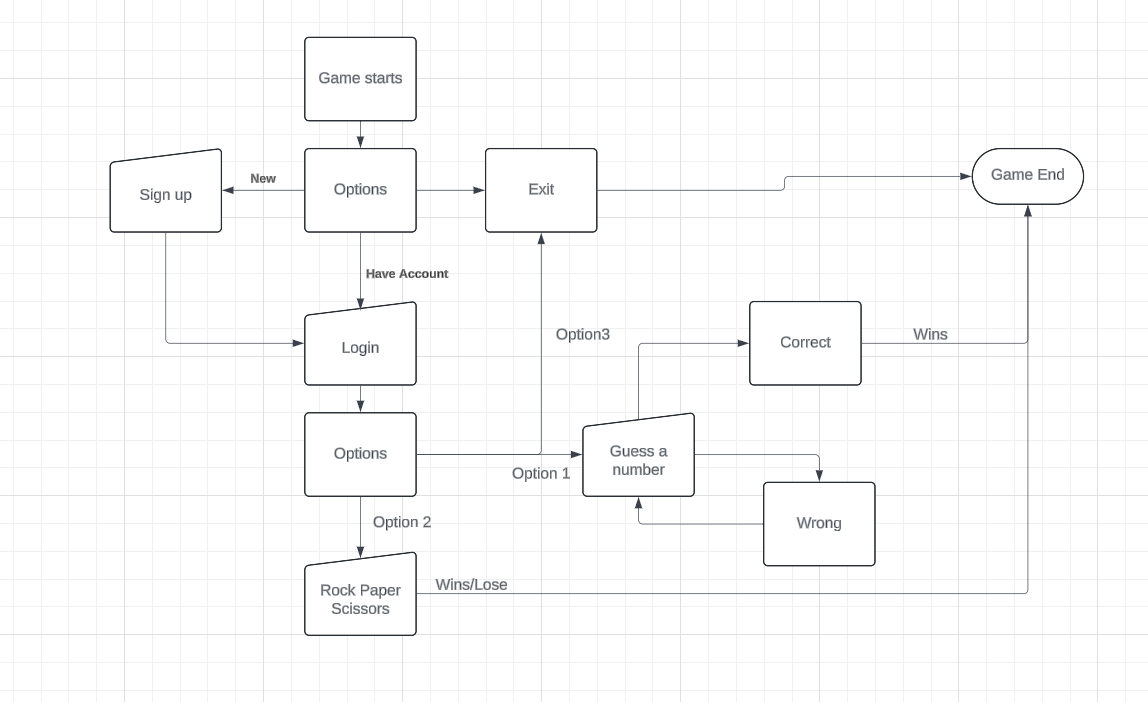 Game starts
Sign up
New
Options
Exit
Game End
Have Account
Login
Option3
Correct
Wins
Options
Option 1
Guess a
number
Option 2
Wrong
Rock Paper
Scissors
Wins/Lose